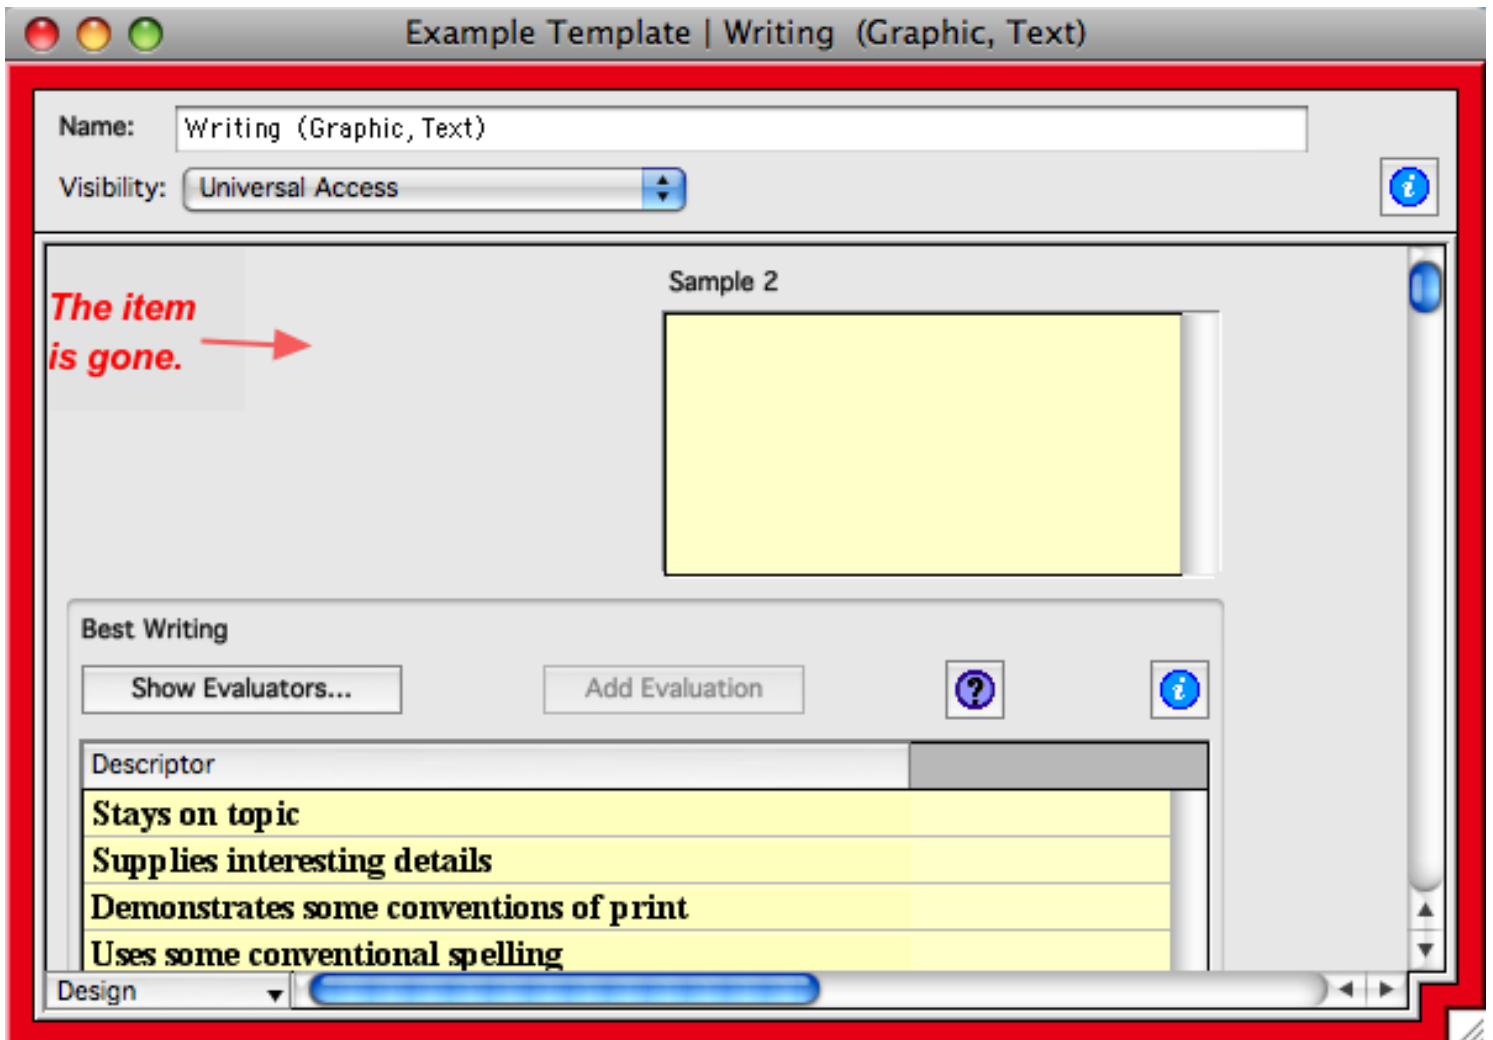 Example Template | Writing (Graphic, Text)
Name: Writing (Graphic, Text)
Visibility: Universal Access
Sample 2
The item
is gone.
Best Writing
Show Evaluators... Add Evaluation
Descriptor
Stays on topic
Supplies interesting details
Demonstrates some conventions of print
Uses some conventional spelling
Design